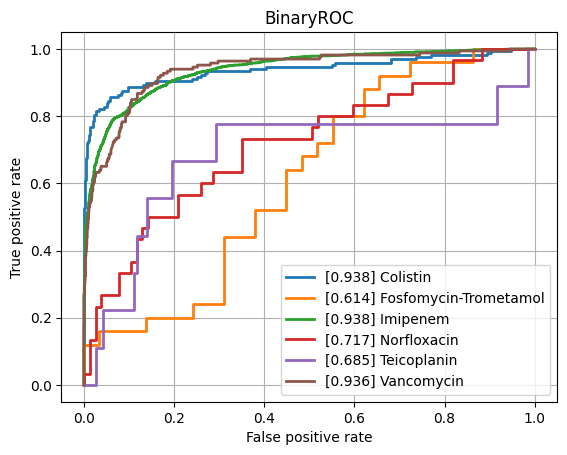 BinaryROC
True positive rate
1.0
0.8
0.6
0.4
0.2
0.0
[0.938] Colistin
[0.614] Fosfomycin-Trometamol
[0.938] Imipenem
[0.717] Norfloxacin
[0.685] Teicoplanin
[0.936] Vancomycin
0.0 0.2 0.4 0.6 0.8 1.0
False positive rate